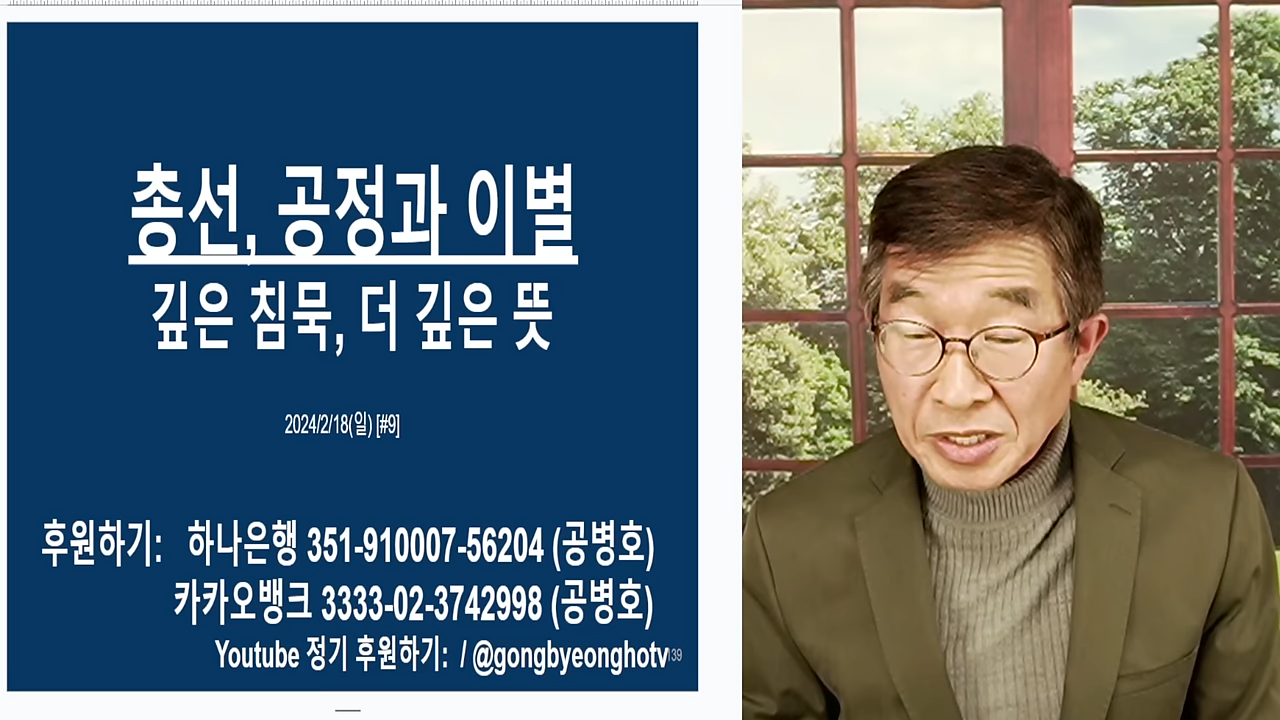 총선, 공정과 이별
깊은 침묵, 더 깊은 뜻
2024/2/18(일) [#9]
후원하기: 하나은행 351-910007-56204 (공병호)
카카오뱅크 3333-02-3742998 (공병호)
Youtube 정기 후원하기: / @gongbyeonghotv
139